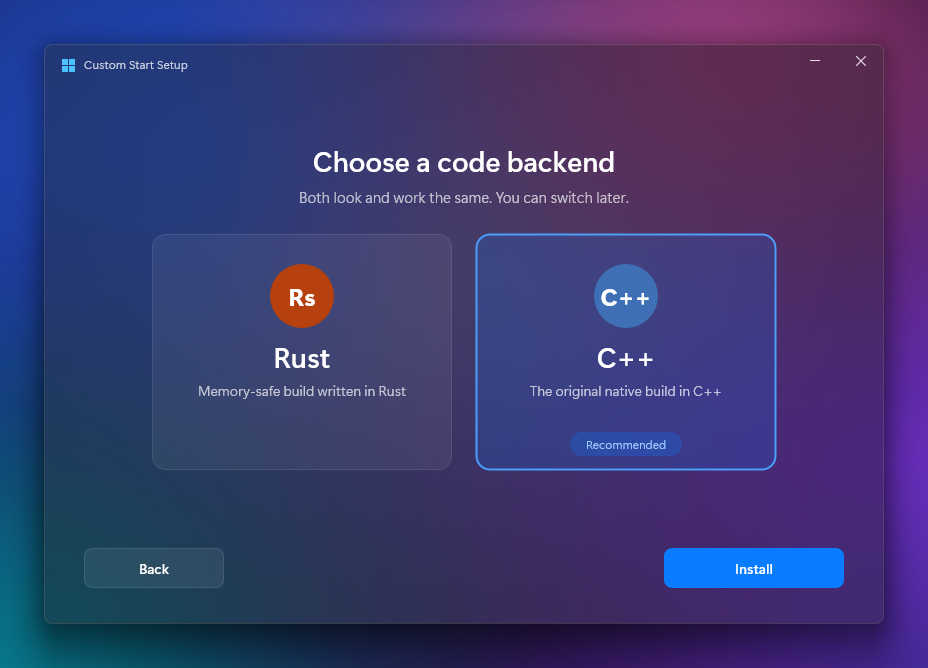 Custom Start Setup
Choose a code backend
Both look and work the same. You can switch later.
Rs
Rust
Memory-safe build written in Rust
C++
C++
The original native build in C++
Recommended
Back
Install